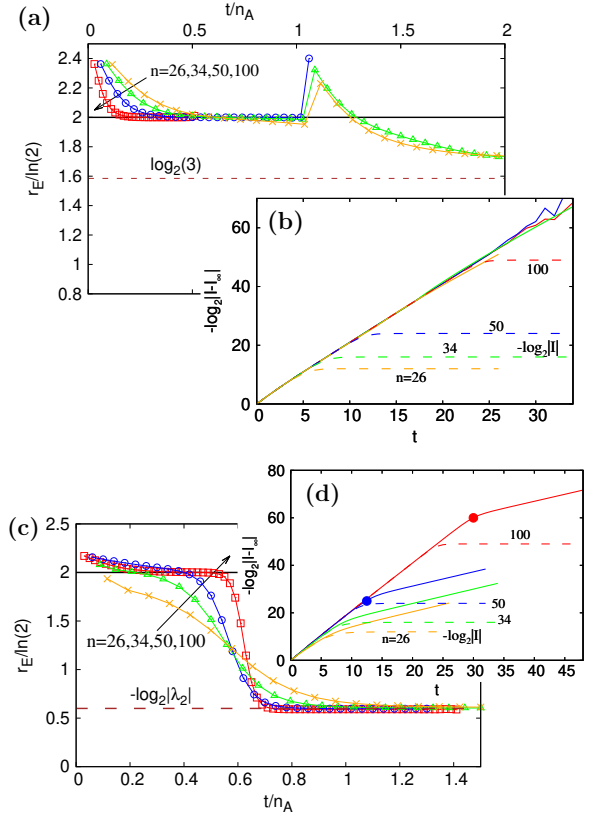 t/n_A
(a)
0 0.5 1 1.5 2
2.4
2.2
2
1.8
1.6
1.4
1.2
1
0.8
r_E/ln(2)
n=26,34,50,100
log_2(3)
(b)
60
40
20
0
-log_2|I-I_∞|
100
50
34
-log_2|I|
n=26
0 5 10 15 20 25 30
t
(c)
2.5
2
1.5
1
0.5
0
r_E/ln(2)
n=26,34,50,100
-log_2|λ_2|
0 0.2 0.4 0.6 0.8 1 1.2 1.4
t/n_A
(d)
80
60
40
20
0
-log_2|I-I_∞|
100
50
34
n=26
-log_2|I|
0 5 10 15 20 25 30 35 40 45
t